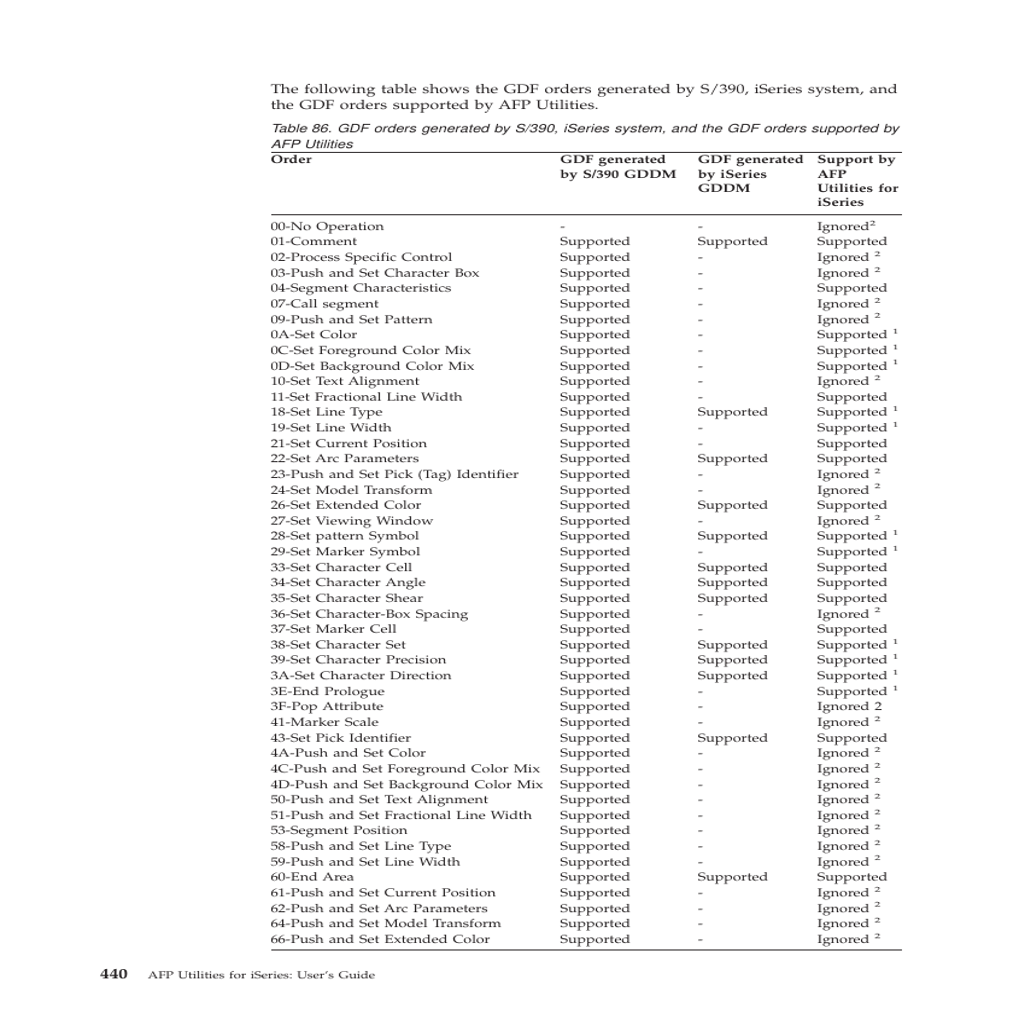 The following table shows the GDF orders generated by S/390, iSeries system, and
the GDF orders supported by AFP Utilities.
Table 86. GDF orders generated by S/390, iSeries system, and the GDF orders supported by
AFP Utilities
Order GDF generated GDF generated Support by
by S/390 GDDM by iSeries AFP
GDDM Utilities for
iSeries
00-No Operation - - Ignored²
01-Comment Supported Supported Supported
02-Process Specific Control Supported - Ignored ²
03-Push and Set Character Box Supported - Ignored ²
04-Segment Characteristics Supported - Supported
07-Call segment Supported - Ignored ²
09-Push and Set Pattern Supported - Ignored ²
0A-Set Color Supported - Supported ¹
0C-Set Foreground Color Mix Supported - Supported ¹
0D-Set Background Color Mix Supported - Supported ¹
10-Set Text Alignment Supported - Ignored ²
11-Set Fractional Line Width Supported - Supported
18-Set Line Type Supported Supported Supported ¹
19-Set Line Width Supported - Supported ¹
21-Set Current Position Supported - Supported
22-Set Arc Parameters Supported Supported Supported
23-Push and Set Pick (Tag) Identifier Supported - Ignored ²
24-Set Model Transform Supported - Ignored ²
26-Set Extended Color Supported Supported Supported
27-Set Viewing Window Supported - Ignored ²
28-Set pattern Symbol Supported Supported Supported ¹
29-Set Marker Symbol Supported - Supported ¹
33-Set Character Cell Supported Supported Supported
34-Set Character Angle Supported Supported Supported
35-Set Character Shear Supported Supported Supported
36-Set Character-Box Spacing Supported - Ignored ²
37-Set Marker Cell Supported - Supported
38-Set Character Set Supported Supported Supported ¹
39-Set Character Precision Supported Supported Supported ¹
3A-Set Character Direction Supported Supported Supported ¹
3E-End Prologue Supported - Supported ¹
3F-Pop Attribute Supported - Ignored 2
41-Marker Scale Supported - Ignored ²
43-Set Pick Identifier Supported Supported Supported
4A-Push and Set Color Supported - Ignored ²
4C-Push and Set Foreground Color Mix Supported - Ignored ²
4D-Push and Set Background Color Mix Supported - Ignored ²
50-Push and Set Text Alignment Supported - Ignored ²
51-Push and Set Fractional Line Width Supported - Ignored ²
53-Segment Position Supported - Ignored ²
58-Push and Set Line Type Supported - Ignored ²
59-Push and Set Line Width Supported - Ignored ²
60-End Area Supported Supported Supported
61-Push and Set Current Position Supported - Ignored ²
62-Push and Set Arc Parameters Supported - Ignored ²
64-Push and Set Model Transform Supported - Ignored ²
66-Push and Set Extended Color Supported - Ignored ²
440 AFP Utilities for iSeries: User's Guide